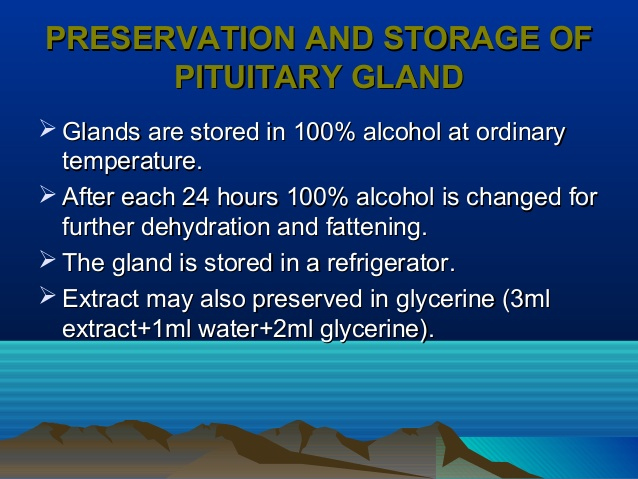 PRESERVATION AND STORAGE OF
PITUITARY GLAND
➢ Glands are stored in 100% alcohol at ordinary
temperature.
➢ After each 24 hours 100% alcohol is changed for
further dehydration and fattening.
➢ The gland is stored in a refrigerator.
➢ Extract may also preserved in glycerine (3ml
extract+1ml water+2ml glycerine).